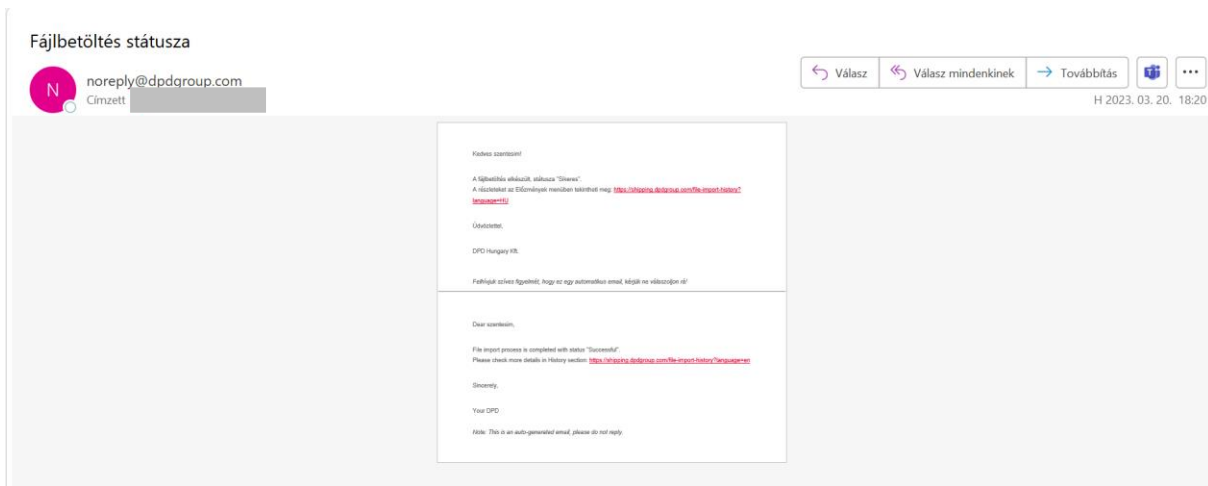 Fájlbetöltés státusza
N
noreply@dpdgroup.com
Címzett
Válasz
Válasz mindenkinek
Továbbítás
H 2023. 03. 20. 18:20
Kedves szentesim!
A fájlbetöltés elkészült, státusza "Sikeres".
A részleteket az Előzmények menüben tekintheti meg: https://shipping.dpdgroup.com/file-import-history?
language=HU
Üdvözlettel,
DPD Hungary Kft.
Felhívjuk szíves figyelmét, hogy ez egy automatikus email, kérjük ne válaszoljon rá!
Dear szentesim,
File import process is completed with status "Successful".
Please check more details in History section: https://shipping.dpdgroup.com/file-import-history?language=en
Sincerely,
Your DPD
Note: This is an auto-generated email, please do not reply.